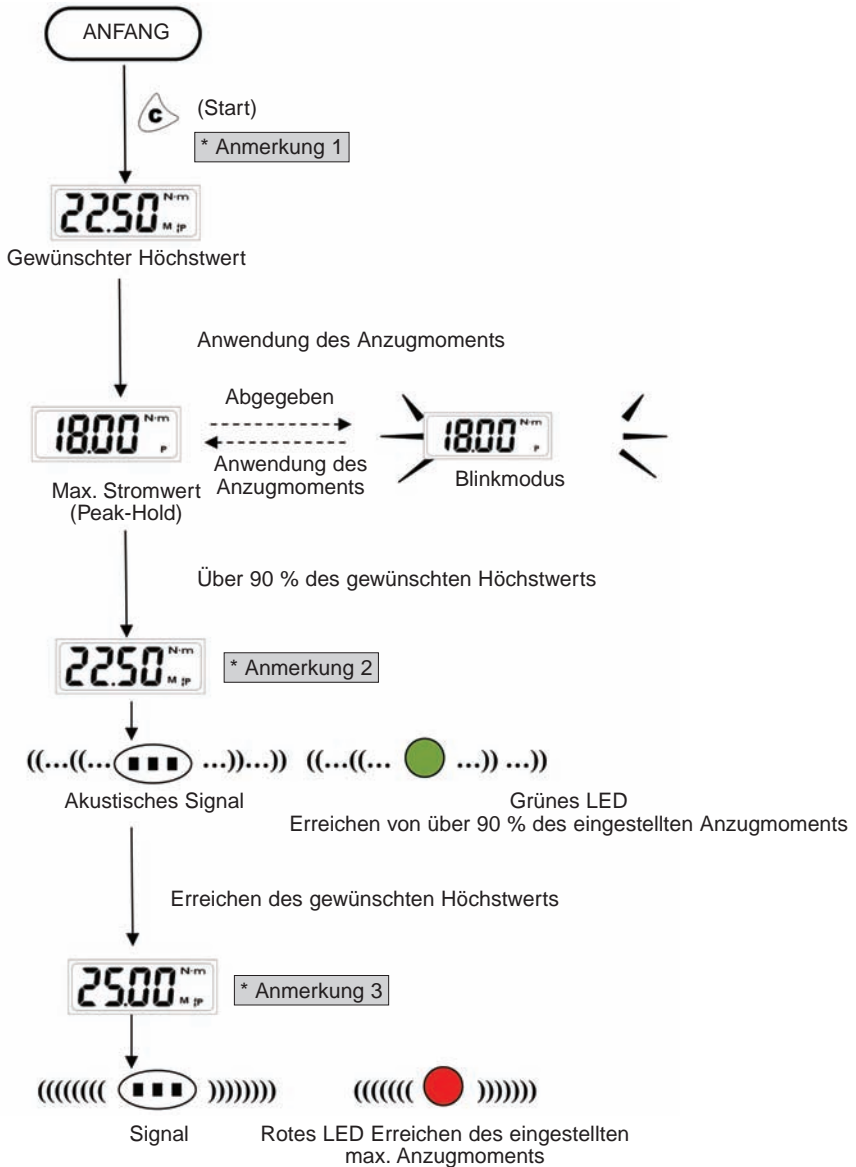 ANFANG
C (Start)
* Anmerkung 1
22.50 N·m M P
Gewünschter Höchstwert
Anwendung des Anzugmoments
18.00 N·m P
Abgegeben
Anwendung des
Anzugmoments
18.00 N·m P
Max. Stromwert
(Peak-Hold)
Blinkmodus
Über 90 % des gewünschten Höchstwerts
22.50 N·m M P
* Anmerkung 2
((...((... ...))...)) ((...((... ...)) ...))
Akustisches Signal
Grünes LED
Erreichen von über 90 % des eingestellten Anzugmoments
Erreichen des gewünschten Höchstwerts
25.00 N·m M P
* Anmerkung 3
(((((((( )))))))) ((((((( )))))))
Signal
Rotes LED Erreichen des eingestellten
max. Anzugmoments